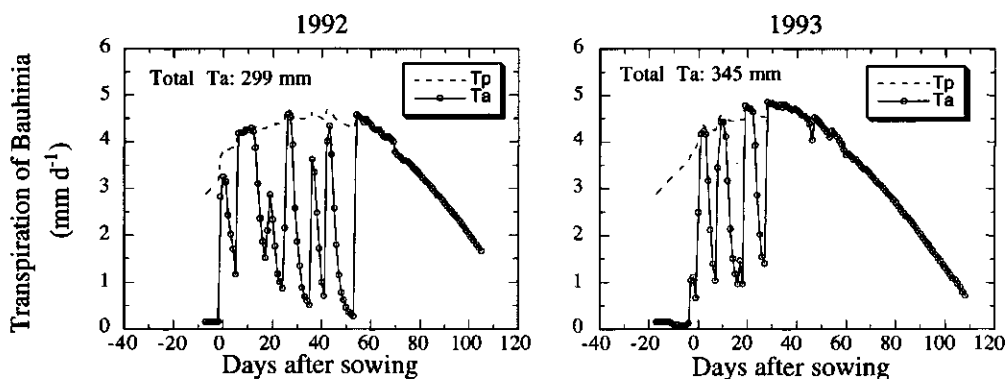 1992
1993
Transpiration of Bauhinia
(mm d⁻¹)
6
5
4
3
2
1
0
Total Ta: 299 mm
Tp
Ta
-40 -20 0 20 40 60 80 100 120
Days after sowing
6
5
4
3
2
1
0
Total Ta: 345 mm
Tp
Ta
-40 -20 0 20 40 60 80 100 120
Days after sowing